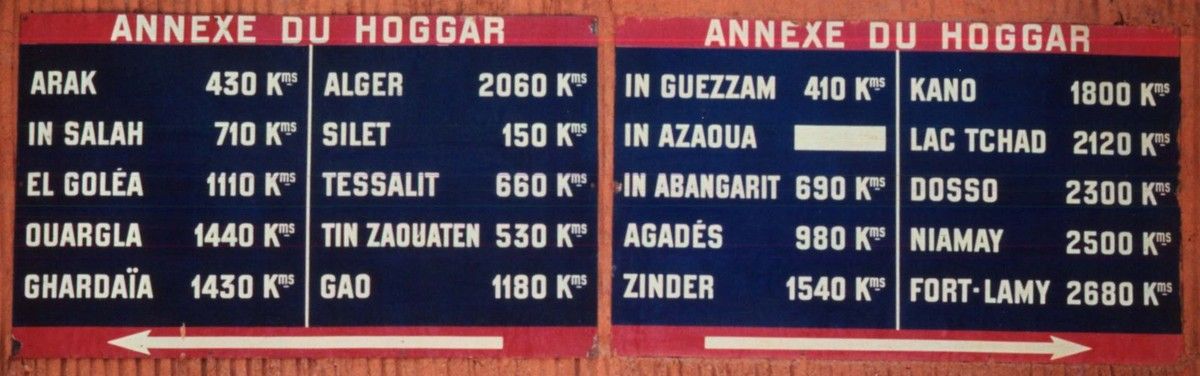 ANNEXE DU HOGGAR
ARAK 430 Kms
IN SALAH 710 Kms
EL GOLÉA 1110 Kms
OUARGLA 1440 Kms
GHARDAÏA 1430 Kms
ALGER 2060 Kms
SILET 150 Kms
TESSALIT 660 Kms
TIN ZAOUATEN 530 Kms
GAO 1180 Kms
ANNEXE DU HOGGAR
IN GUEZZAM 410 Kms
IN AZAOUA
IN ABANGARIT 690 Kms
AGADÉS 980 Kms
ZINDER 1540 Kms
KANO 1800 Kms
LAC TCHAD 2120 Kms
DOSSO 2300 Kms
NIAMAY 2500 Kms
FORT-LAMY 2680 Kms